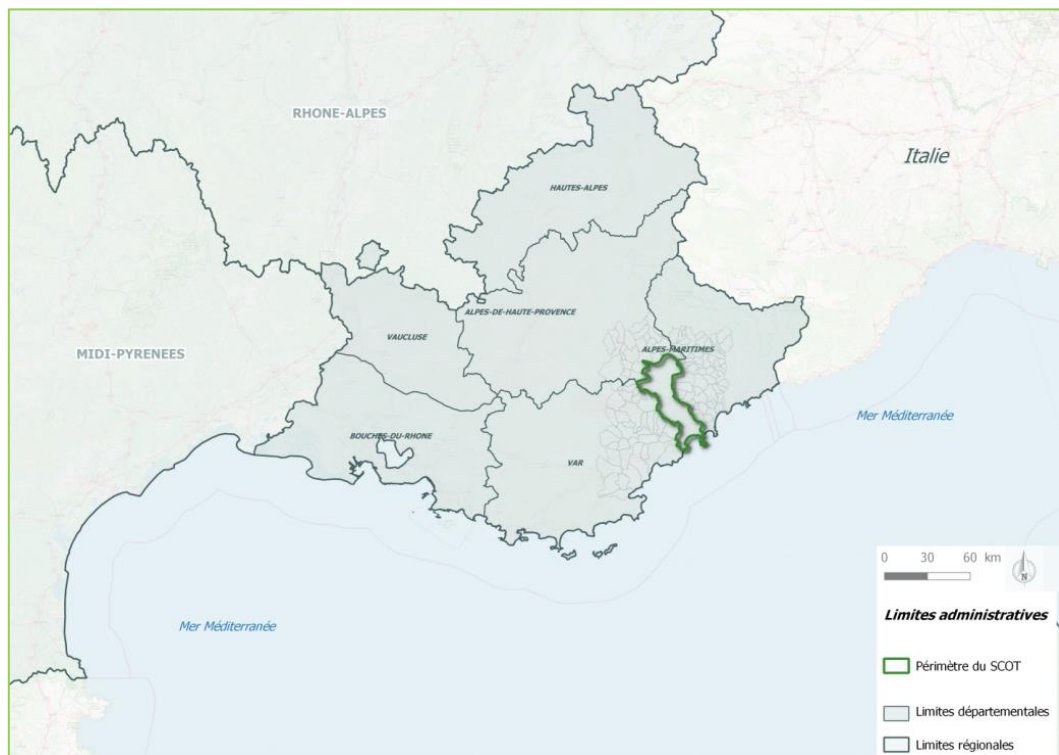 RHONE-ALPES
Italie
HAUTES-ALPES
ALPES-DE-HAUTE-PROVENCE
VAUCLUSE
ALPES-MARITIMES
MIDI-PYRENEES
Mer Méditerranée
BOUCHES-DU-RHONE
VAR
0 30 60 km
N
Mer Méditerranée
Limites administratives
Périmètre du SCOT
Limites départementales
Limites régionales